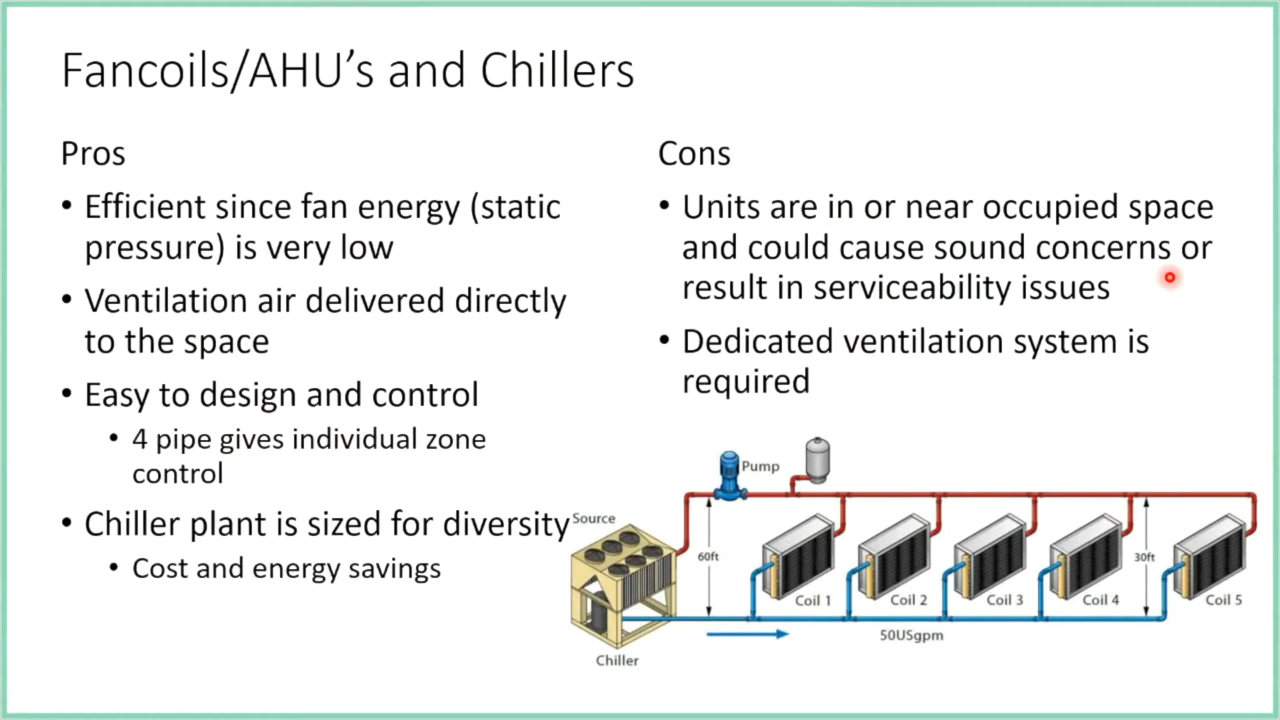 Fancoils/AHU’s and Chillers
Pros
• Efficient since fan energy (static
pressure) is very low
• Ventilation air delivered directly
to the space
• Easy to design and control
• 4 pipe gives individual zone
control
• Chiller plant is sized for diversity
• Cost and energy savings
Cons
• Units are in or near occupied space
and could cause sound concerns or
result in serviceability issues
• Dedicated ventilation system is
required
Pump
Source
60ft
30ft
Coil 1
Coil 2
Coil 3
Coil 4
Coil 5
50USgpm
Chiller